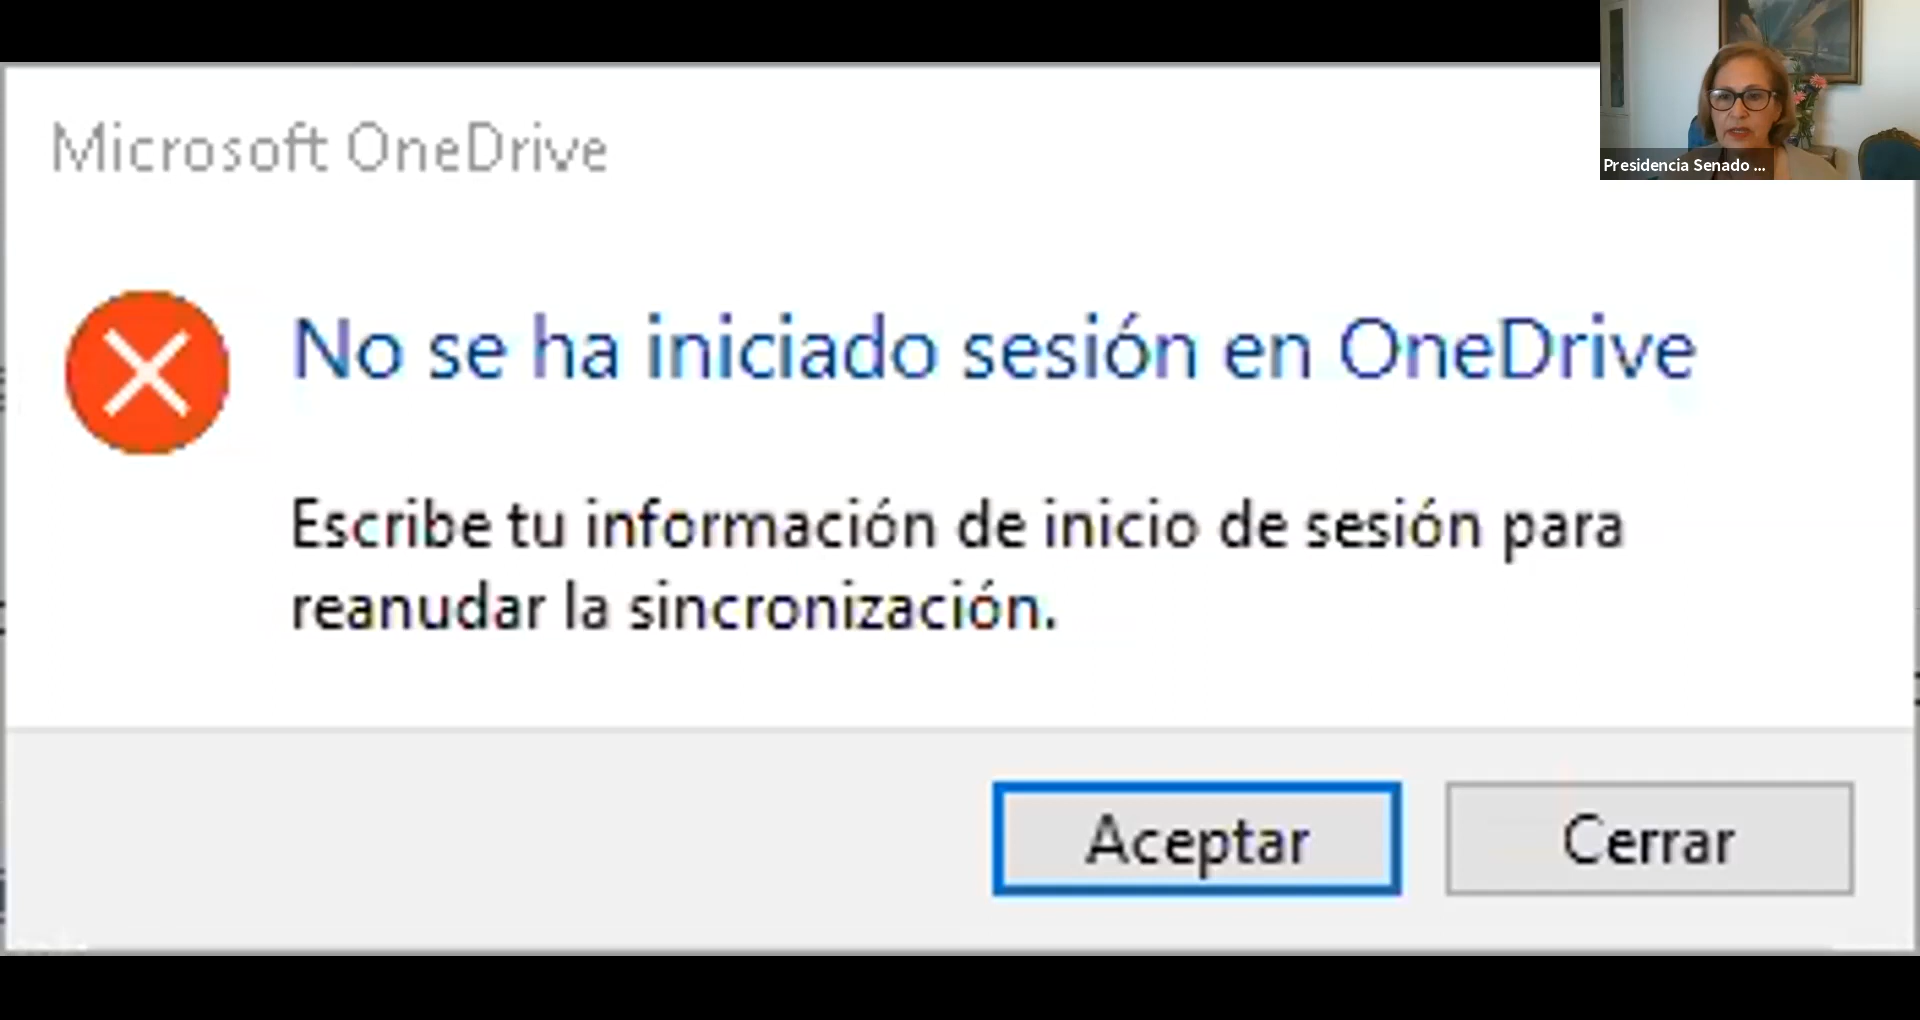 Microsoft OneDrive
Presidencia Senado ...
No se ha iniciado sesión en OneDrive
Escribe tu información de inicio de sesión para
reanudar la sincronización.
Aceptar
Cerrar